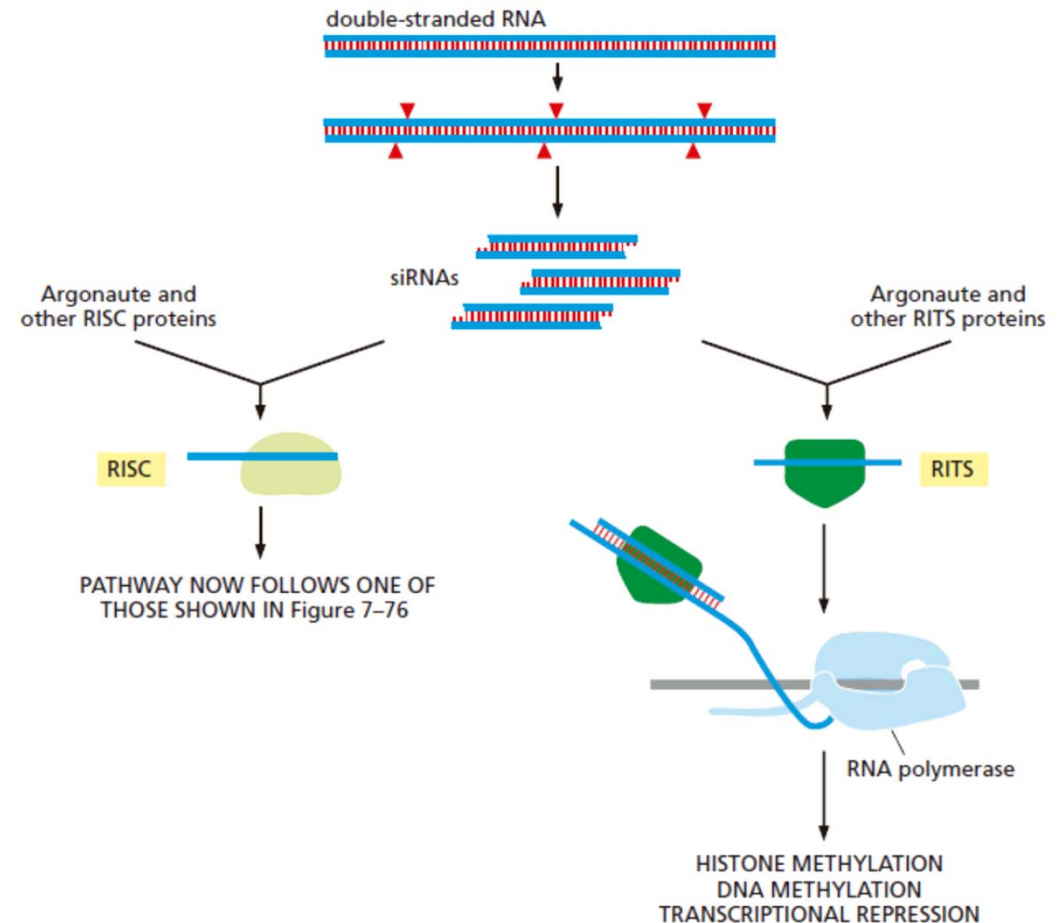 double-stranded RNA
siRNAs
Argonaute and
other RISC proteins
Argonaute and
other RITS proteins
RISC
RITS
PATHWAY NOW FOLLOWS ONE OF
THOSE SHOWN IN Figure 7–76
RNA polymerase
HISTONE METHYLATION
DNA METHYLATION
TRANSCRIPTIONAL REPRESSION